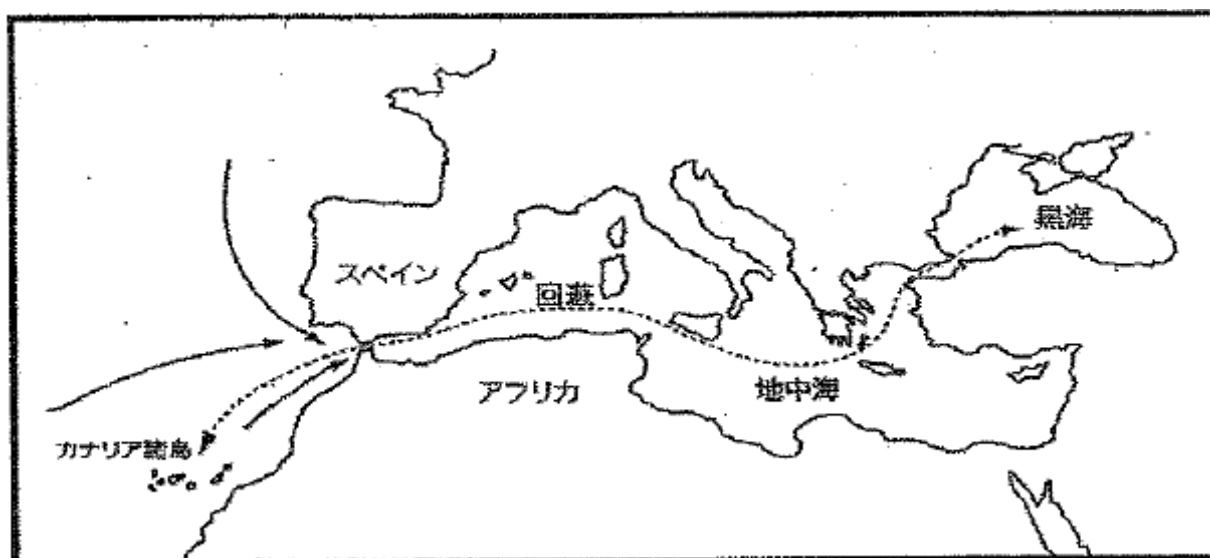 黒海
スペイン
回遊
アフリカ
地中海
カナリア諸島